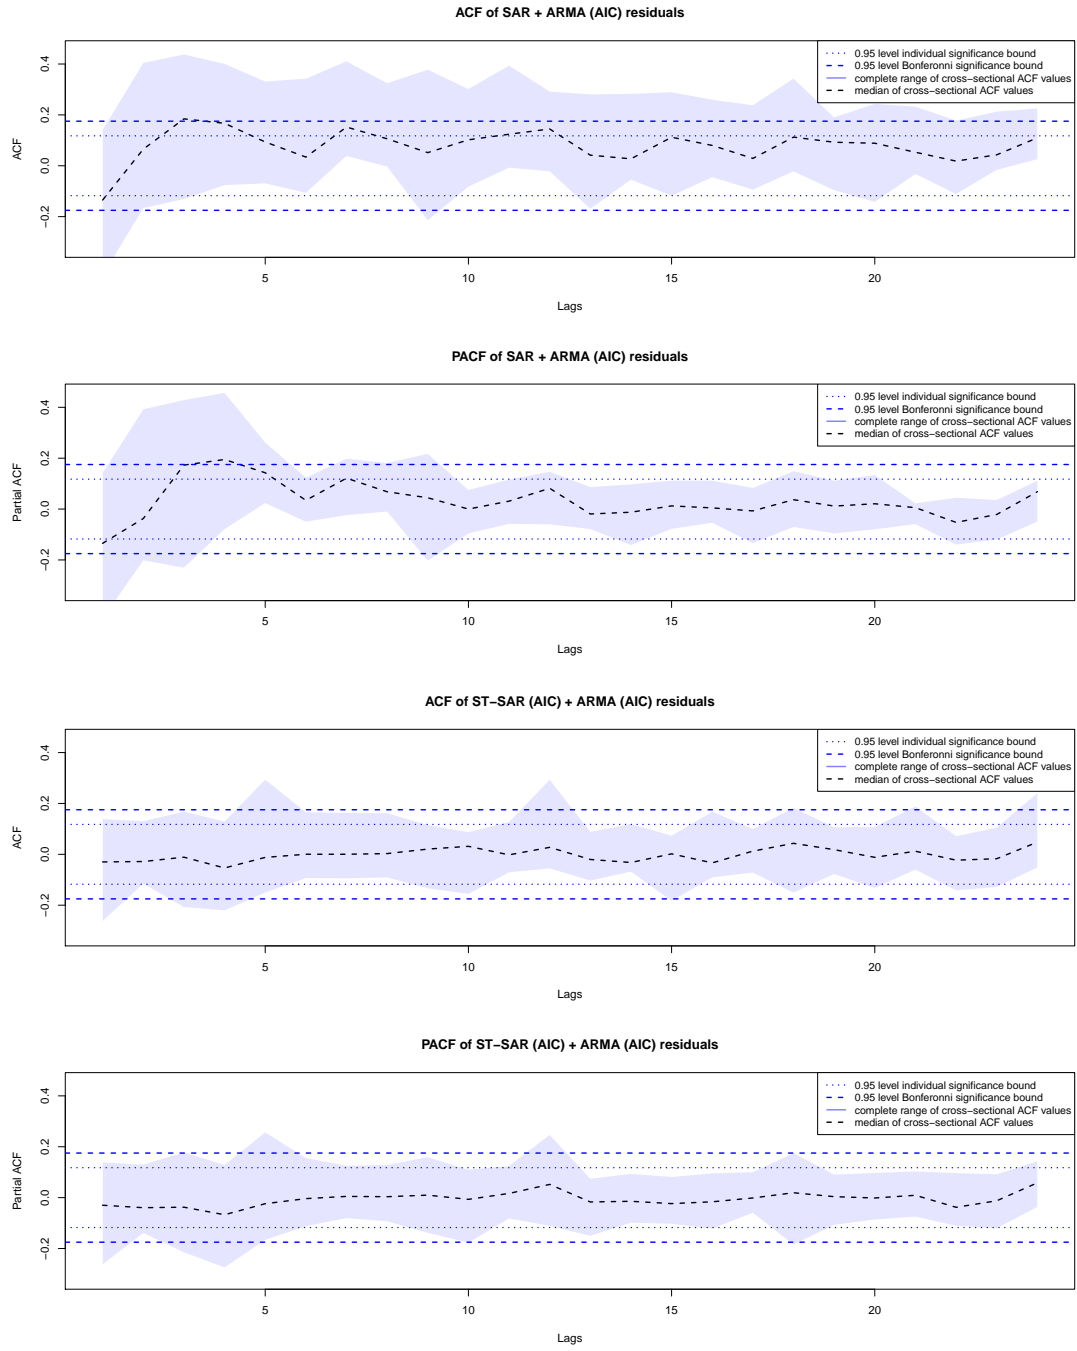 ACF of SAR + ARMA (AIC) residuals
0.95 level individual significance bound
0.95 level Bonferonni significance bound
complete range of cross−sectional ACF values
median of cross−sectional ACF values
ACF
0.4
0.2
0.0
−0.2
5 10 15 20
Lags
PACF of SAR + ARMA (AIC) residuals
0.95 level individual significance bound
0.95 level Bonferonni significance bound
complete range of cross−sectional ACF values
median of cross−sectional ACF values
Partial ACF
0.4
0.2
0.0
−0.2
5 10 15 20
Lags
ACF of ST−SAR (AIC) + ARMA (AIC) residuals
0.95 level individual significance bound
0.95 level Bonferonni significance bound
complete range of cross−sectional ACF values
median of cross−sectional ACF values
ACF
0.4
0.2
0.0
−0.2
5 10 15 20
Lags
PACF of ST−SAR (AIC) + ARMA (AIC) residuals
0.95 level individual significance bound
0.95 level Bonferonni significance bound
complete range of cross−sectional ACF values
median of cross−sectional ACF values
Partial ACF
0.4
0.2
0.0
−0.2
5 10 15 20
Lags